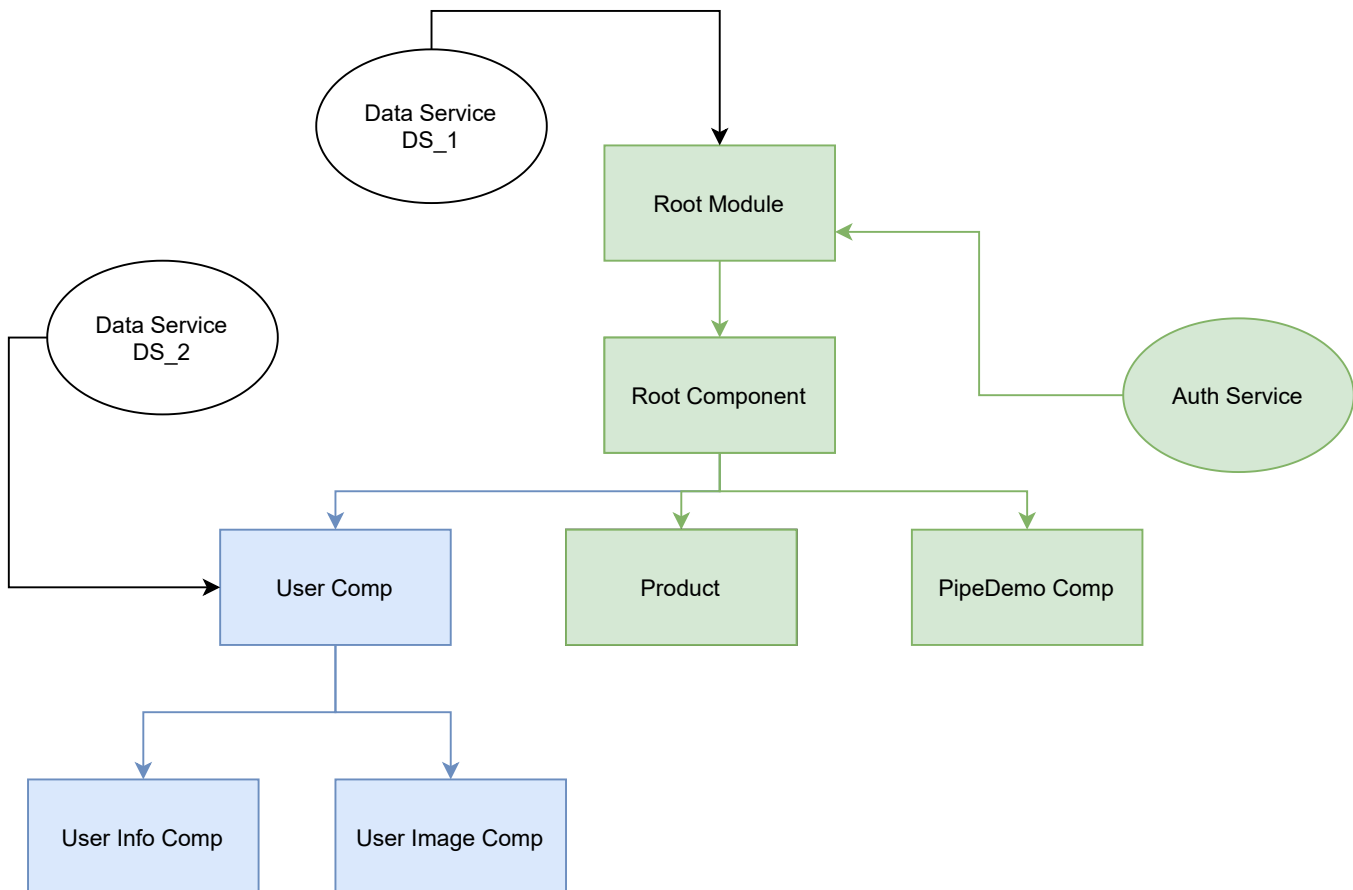 Data Service
DS_1
Root Module
Data Service
DS_2
Root Component
Auth Service
User Comp
Product
PipeDemo Comp
User Info Comp
User Image Comp